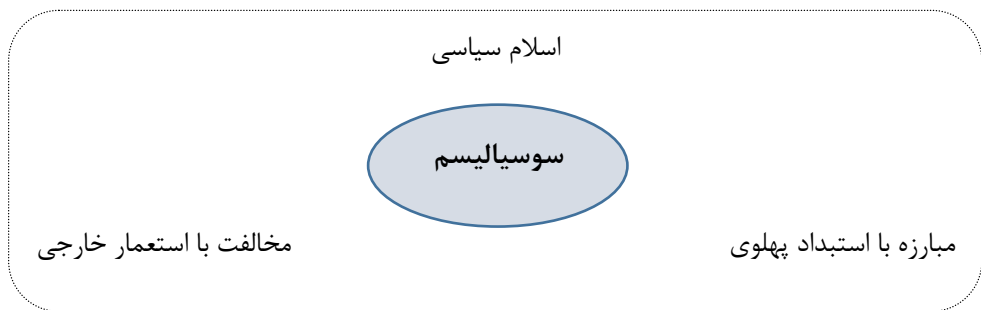 اسلام سیاسی
سوسیالیسم
مبارزه با استبداد پهلوی
مخالفت با استعمار خارجی